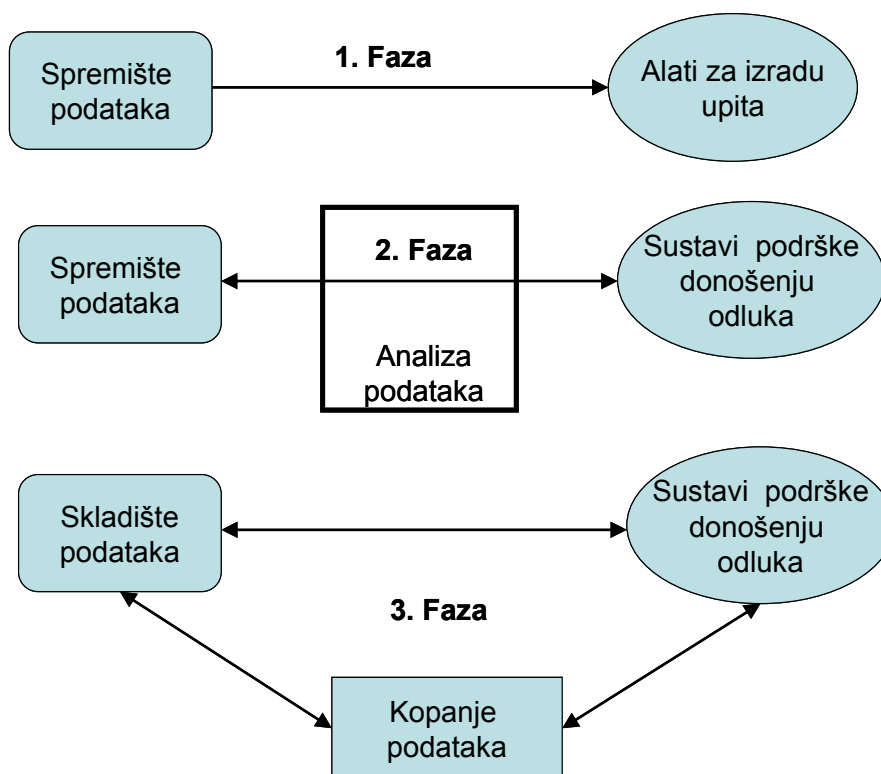 Spremište
podataka
1. Faza
Alati za izradu
upita
Spremište
podataka
2. Faza
Analiza
podataka
Sustavi podrške
donošenju
odluka
Skladište
podataka
Sustavi podrške
donošenju
odluka
3. Faza
Kopanje
podataka